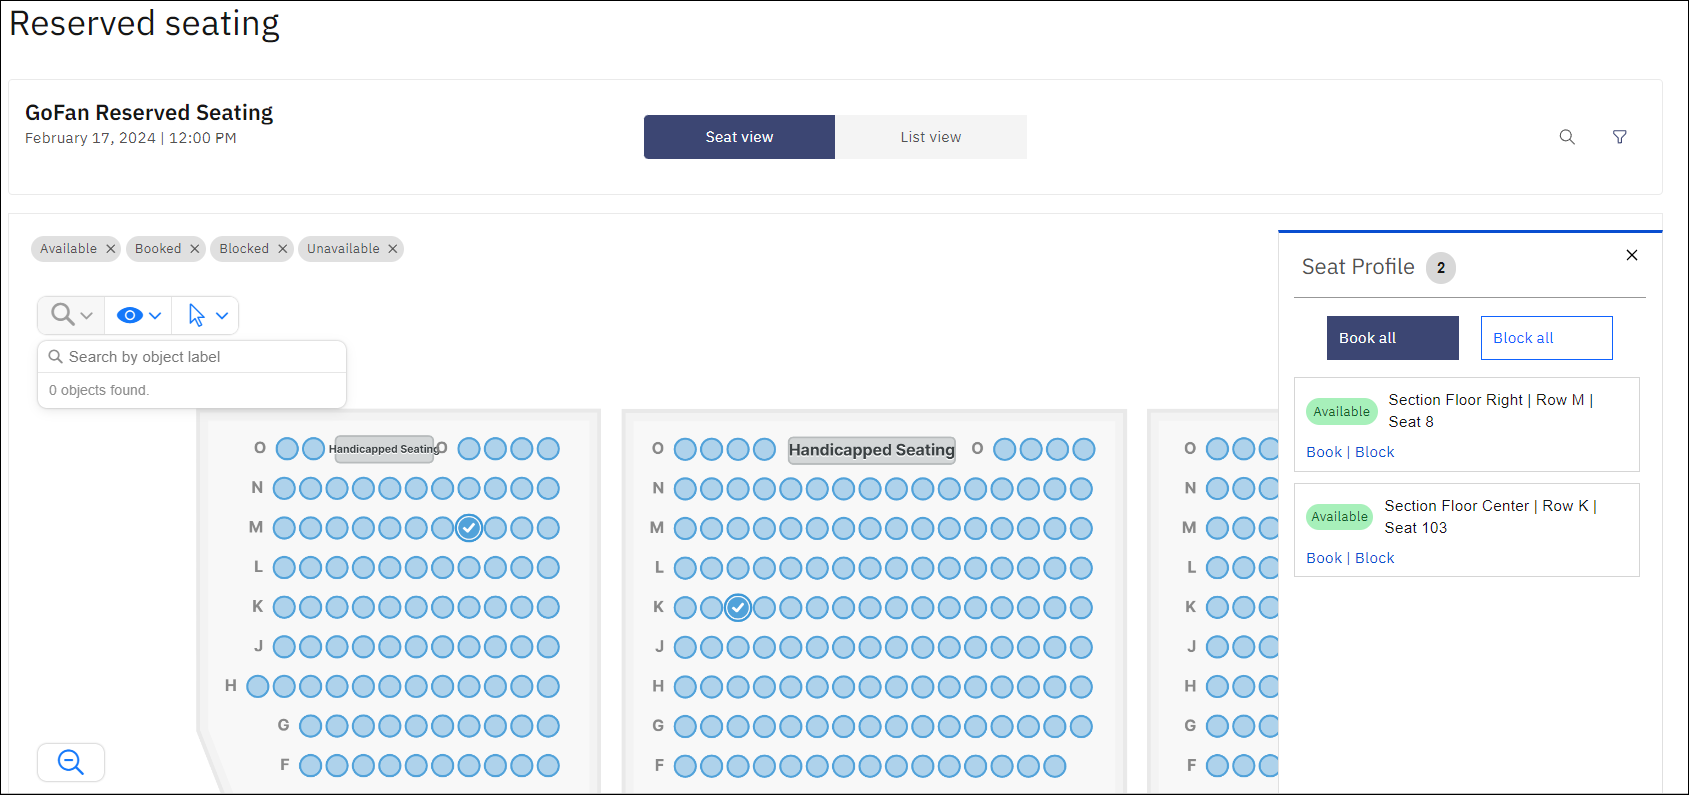 Reserved seating
GoFan Reserved Seating
February 17, 2024 | 12:00 PM
Seat view
List view
Available
Booked
Blocked
Unavailable
Search by object label
0 objects found.
Seat Profile 2
Book all
Block all
Available
Section Floor Right | Row M |
Seat 8
Book | Block
Available
Section Floor Center | Row K |
Seat 103
Book | Block
O Handicapped Seating O
N
M
L
K
J
H
G
F
O Handicapped Seating O
N
M
L
K
J
H
G
F
O
N
M
L
K
J
H
G
F